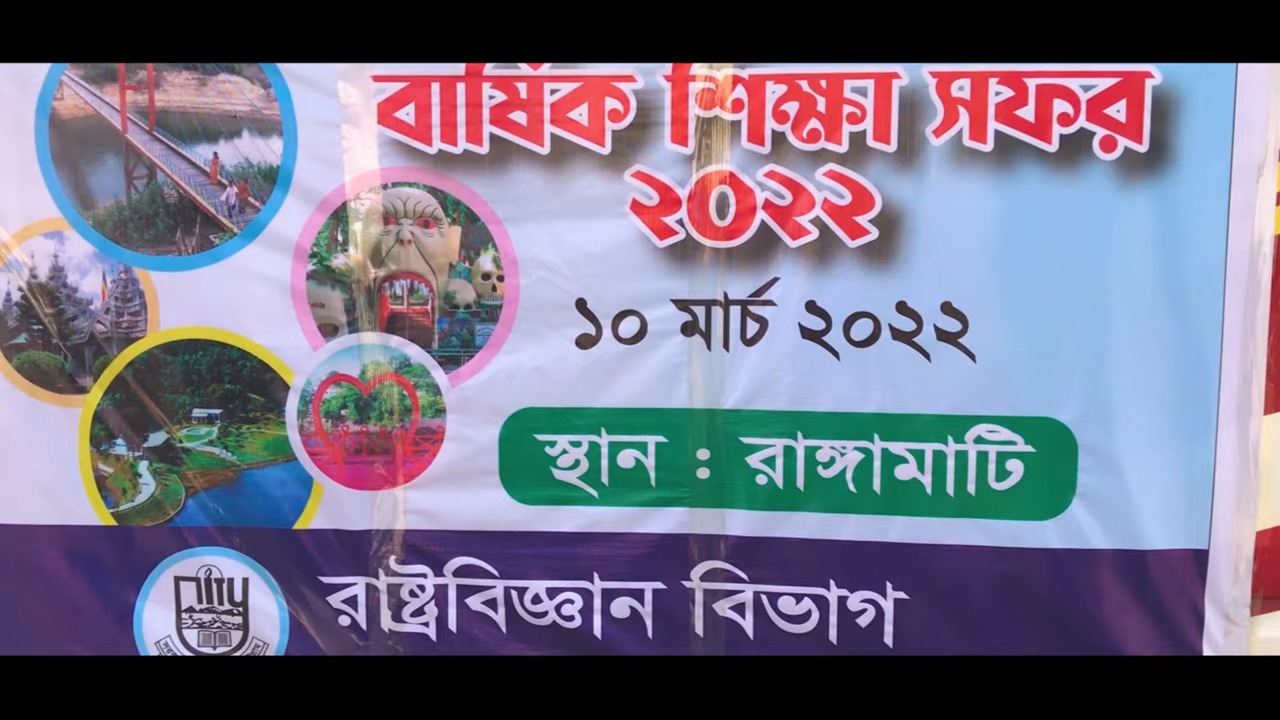 বার্ষিক শিক্ষা সফর
২০২২
১০ মার্চ ২০২২
স্থান : রাঙ্গামাটি
রাষ্ট্রবিজ্ঞান বিভাগ